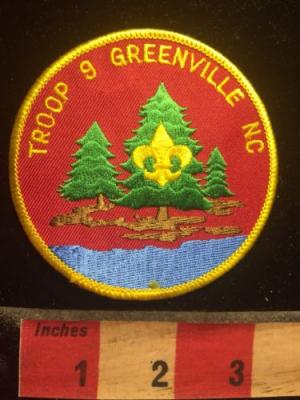 TROOP 9 GREENVILLE NC
Inches
1 2 3